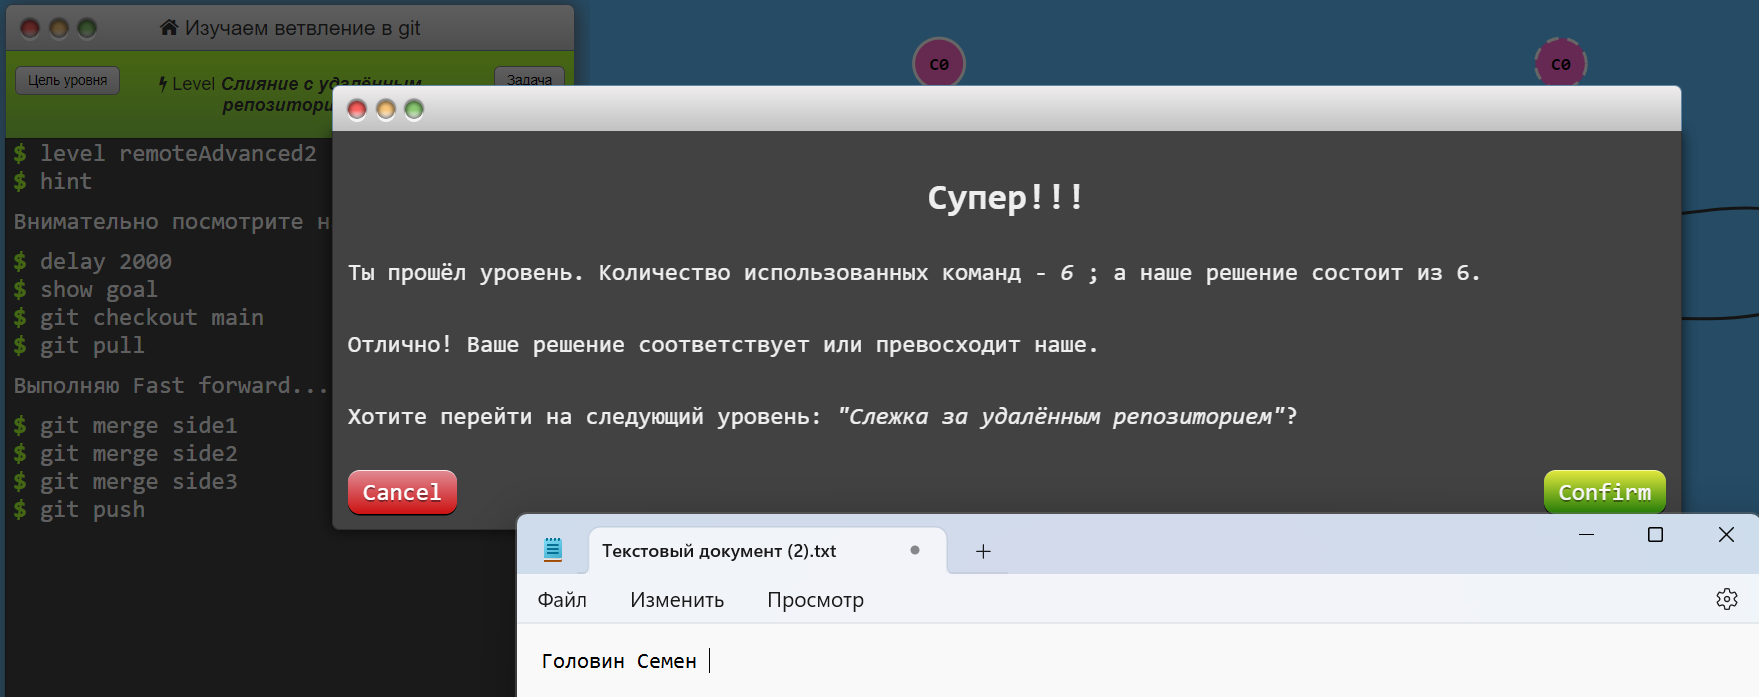 Изучаем ветвление в git
Цель уровня
Level Слияние с удалённым
Задача
$ level remoteAdvanced2
$ hint
Внимательно посмотрите
$ delay 2000
$ show goal
$ git checkout main
$ git pull
Выполняю Fast forward...
$ git merge side1
$ git merge side2
$ git merge side3
$ git push
C0
C0
Супер!!!
Ты прошёл уровень. Количество использованных команд - 6 ; а наше решение состоит из 6.
Отлично! Ваше решение соответствует или превосходит наше.
Хотите перейти на следующий уровень: "Слежка за удалённым репозиторием"?
Cancel
Confirm
Текстовый документ (2).txt
Файл Изменить Просмотр
Головин Семен